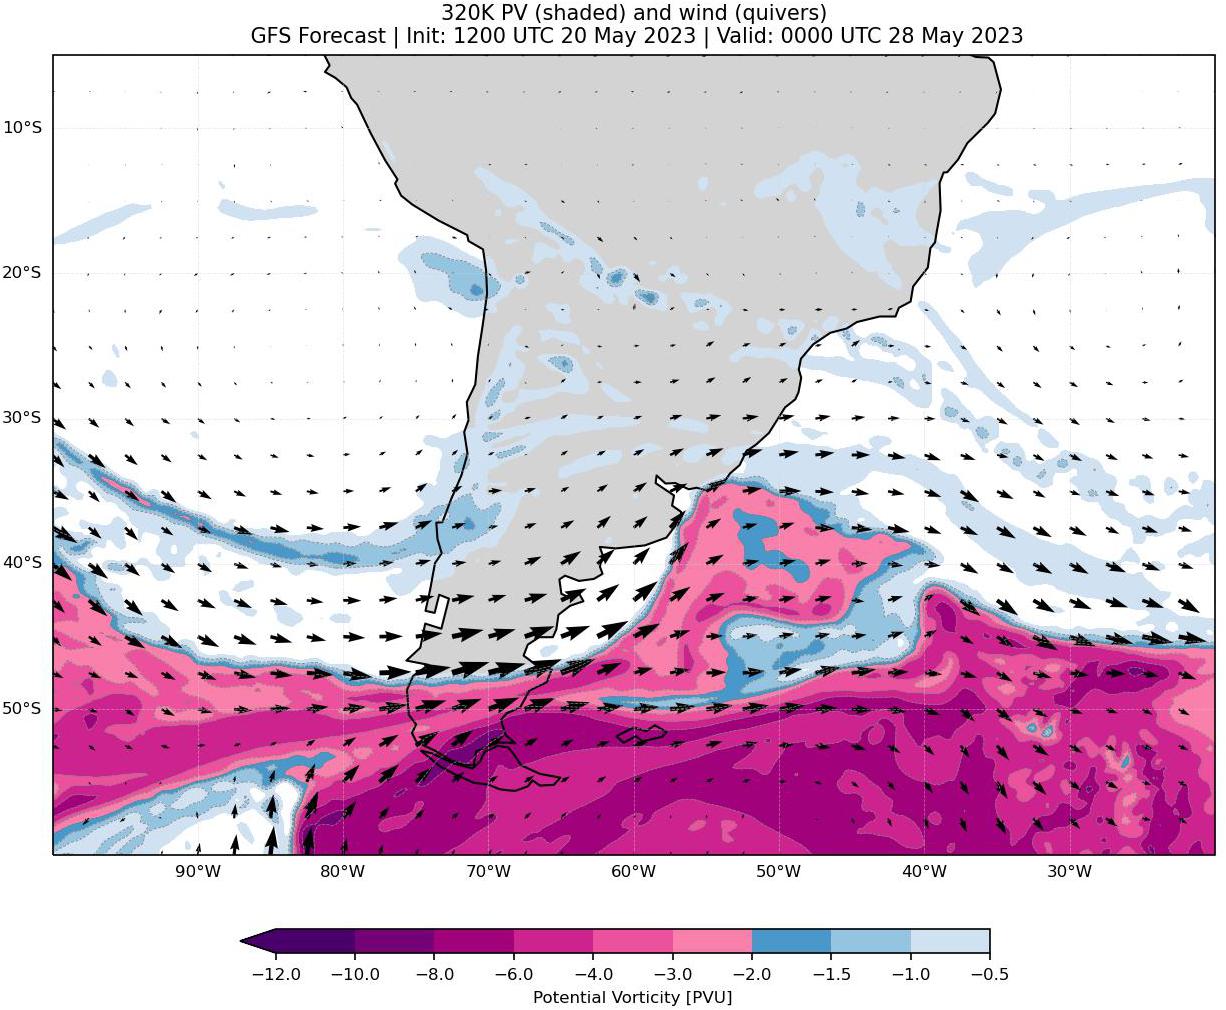 320K PV (shaded) and wind (quivers)
GFS Forecast | Init: 1200 UTC 20 May 2023 | Valid: 0000 UTC 28 May 2023
10°S
20°S
30°S
40°S
50°S
90°W 80°W 70°W 60°W 50°W 40°W 30°W
−12.0 −10.0 −8.0 −6.0 −4.0 −3.0 −2.0 −1.5 −1.0 −0.5
Potential Vorticity [PVU]